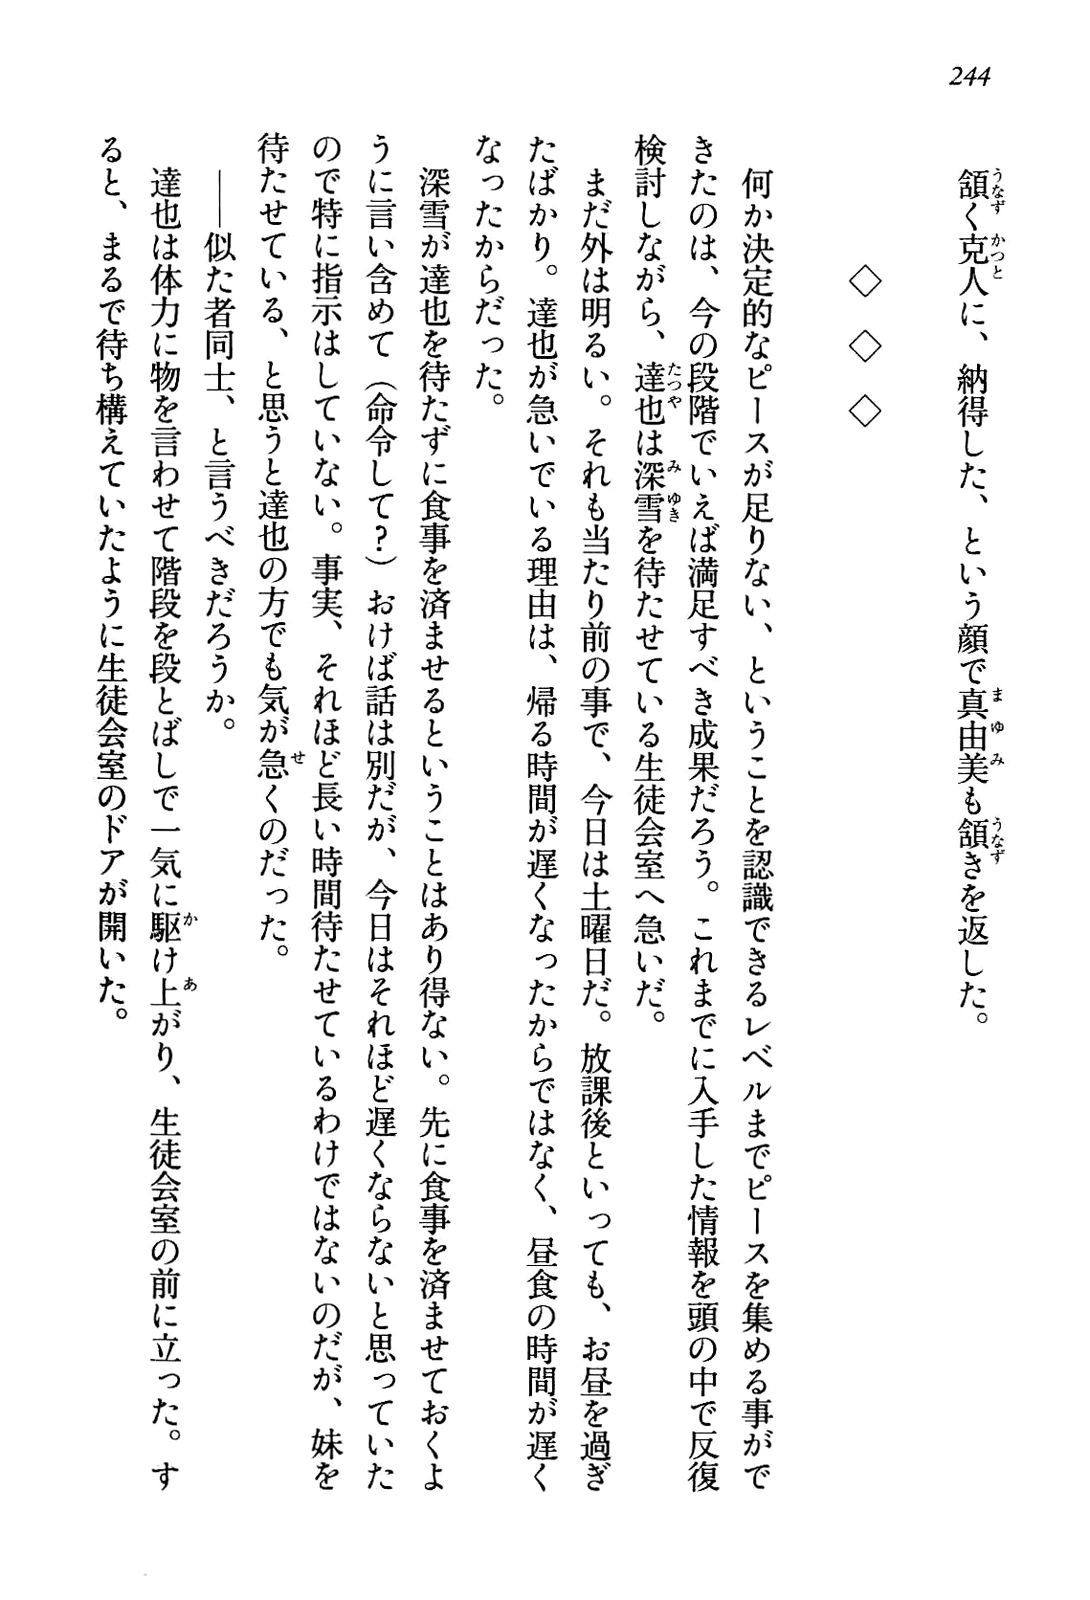 244
頷く克人に、納得した、という顔で真由美も頷きを返した。
◇ ◇ ◇
何か決定的なピースが足りない、ということを認識できるレベルまでピースを集める事がで
きたのは、今の段階でいえば満足すべき成果だろう。これまでに入手した情報を頭の中で反復
検討しながら、達也は深雪を待たせている生徒会室へ急いだ。
まだ外は明るい。それも当たり前の事で、今日は土曜日だ。放課後といっても、お昼を過ぎ
たばかり。達也が急いでいる理由は、帰る時間が遅くなったからではなく、昼食の時間が遅く
なったからだった。
深雪が達也を待たずに食事を済ませるということはあり得ない。先に食事を済ませておくよ
うに言い含めて（命令して？）おけば話は別だが、今日はそれほど遅くならないと思っていた
ので特に指示はしていない。事実、それほど長い時間待たせているわけではないのだが、妹を
待たせている、と思うと達也の方でも気が急くのだった。
――似た者同士、と言うべきだろうか。
達也は体力に物を言わせて階段を段とばしで一気に駆け上がり、生徒会室の前に立った。す
ると、まるで待ち構えていたように生徒会室のドアが開いた。